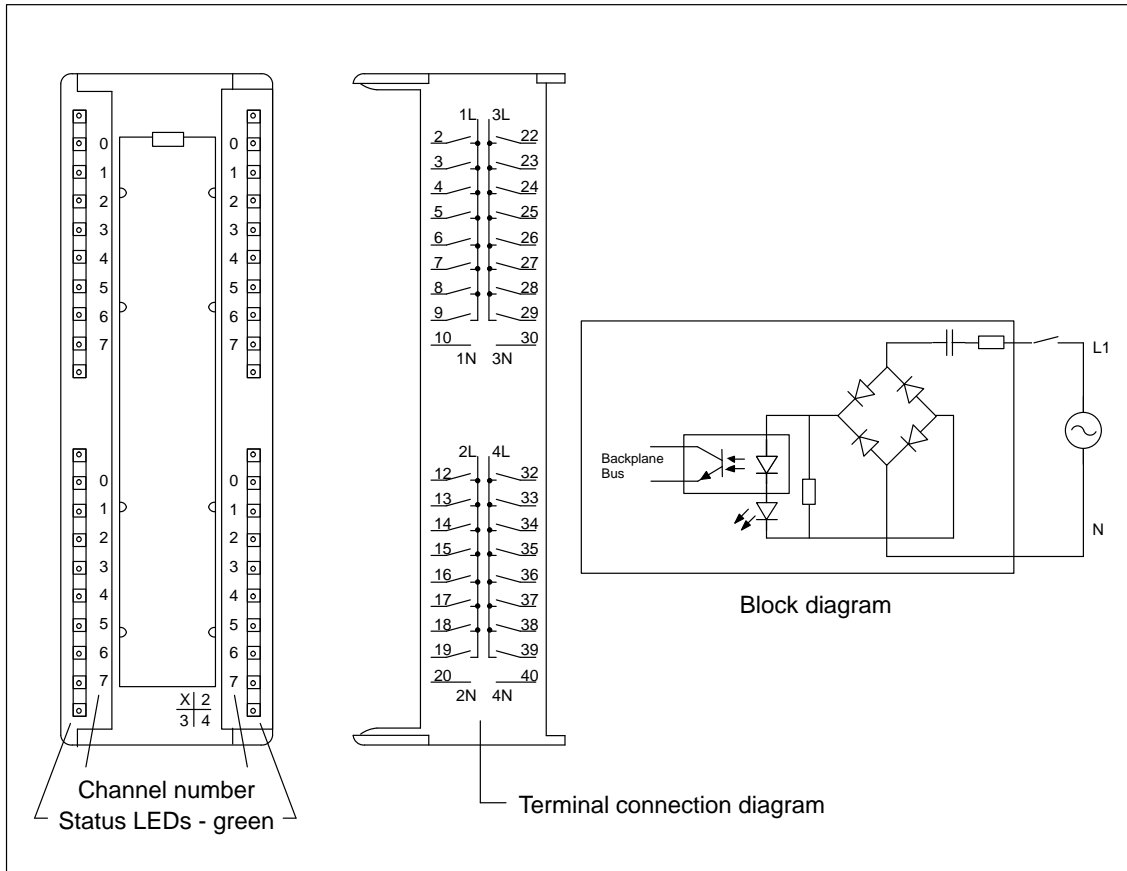 0 0
1 1
2 2
3 3
4 4
5 5
6 6
7 7
0 0
1 1
2 2
3 3
4 4
5 5
6 6
7 7
X 2
3 4
Channel number
Status LEDs - green
1L 3L
2 22
3 23
4 24
5 25
6 26
7 27
8 28
9 29
10 30
1N 3N
2L 4L
12 32
13 33
14 34
15 35
16 36
17 37
18 38
19 39
20 40
2N 4N
Terminal connection diagram
L1
Backplane
Bus
N
Block diagram